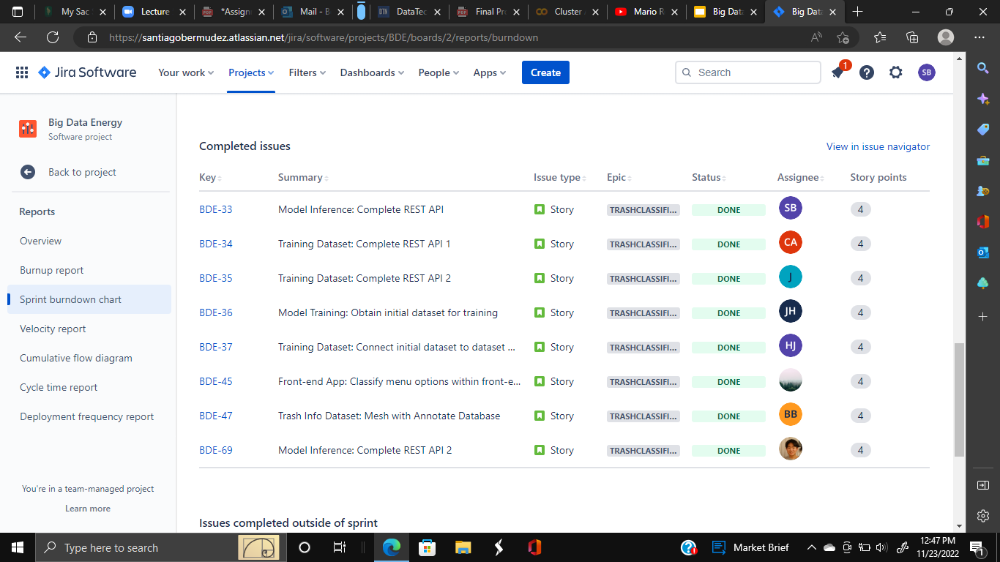 My Sac
Lecture
*Assign
Mail - B
DTN
DataTec
Final Pr
Cluster
Mario R
Big Data
Big Data
https://santiagobermudez.atlassian.net/jira/software/projects/BDE/boards/2/reports/burndown
Jira Software
Your work
Projects
Filters
Dashboards
People
Apps
Create
Search
1
SB
Big Data Energy
Software project
Back to project
Reports
Overview
Burnup report
Sprint burndown chart
Velocity report
Cumulative flow diagram
Cycle time report
Deployment frequency report
You're in a team-managed project
Learn more
Completed issues
View in issue navigator
Key Summary Issue type Epic Status Assignee Story points
BDE-33 Model Inference: Complete REST API Story TRASHCLASSIFI... DONE SB 4
BDE-34 Training Dataset: Complete REST API 1 Story TRASHCLASSIFI... DONE CA 4
BDE-35 Training Dataset: Complete REST API 2 Story TRASHCLASSIFI... DONE J 4
BDE-36 Model Training: Obtain initial dataset for training Story TRASHCLASSIFI... DONE JH 4
BDE-37 Training Dataset: Connect initial dataset to dataset ... Story TRASHCLASSIFI... DONE HJ 4
BDE-45 Front-end App: Classify menu options within front-e... Story TRASHCLASSIFI... DONE 4
BDE-47 Trash Info Dataset: Mesh with Annotate Database Story TRASHCLASSIFI... DONE BB 4
BDE-69 Model Inference: Complete REST API 2 Story TRASHCLASSIFI... DONE 4
Issues completed outside of sprint
Type here to search
Market Brief
12:47 PM
11/23/2022
1